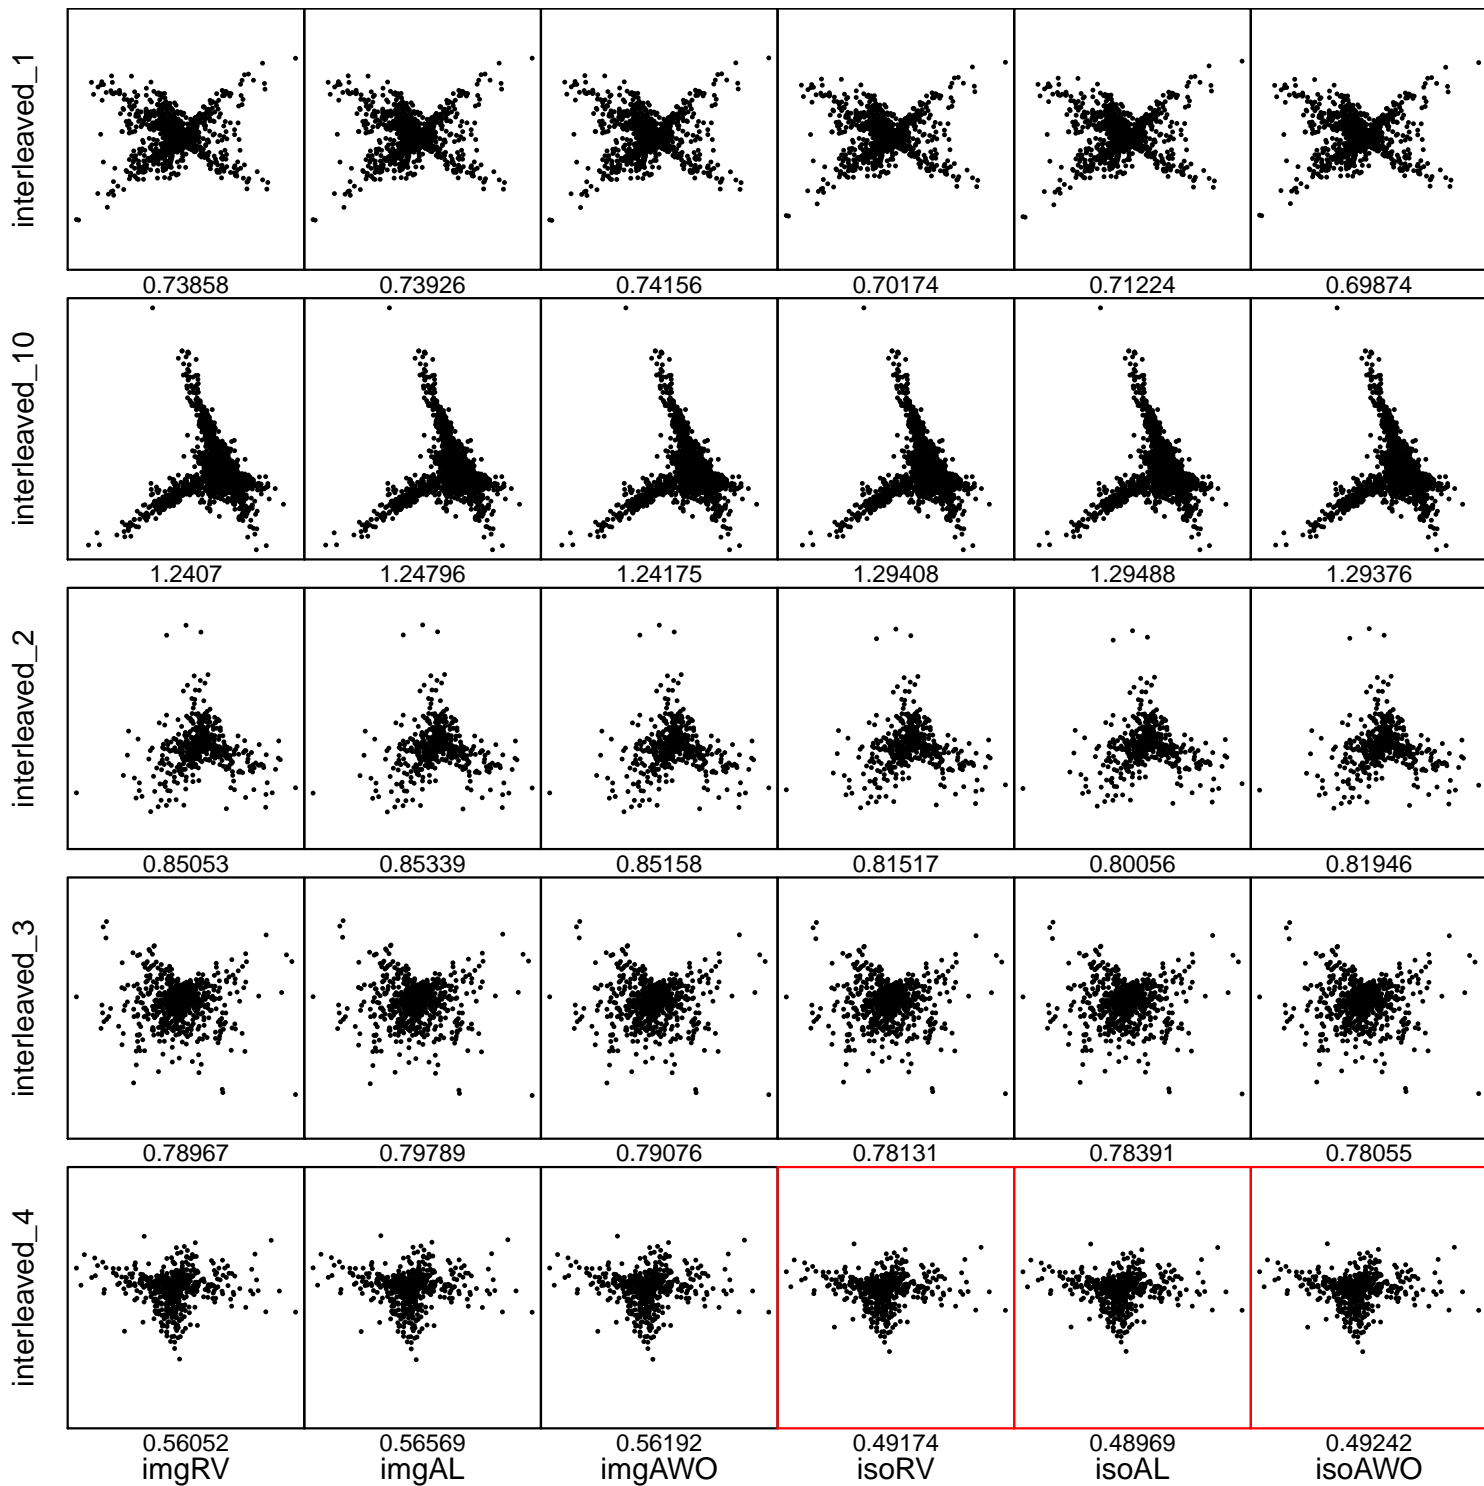 interleaved_1
0.73858 0.73926 0.74156 0.70174 0.71224 0.69874
interleaved_10
1.2407 1.24796 1.24175 1.29408 1.29488 1.29376
interleaved_2
0.85053 0.85339 0.85158 0.81517 0.80056 0.81946
interleaved_3
0.78967 0.79789 0.79076 0.78131 0.78391 0.78055
interleaved_4
0.56052 0.56569 0.56192 0.49174 0.48969 0.49242
imgRV imgAL imgAWO isoRV isoAL isoAWO